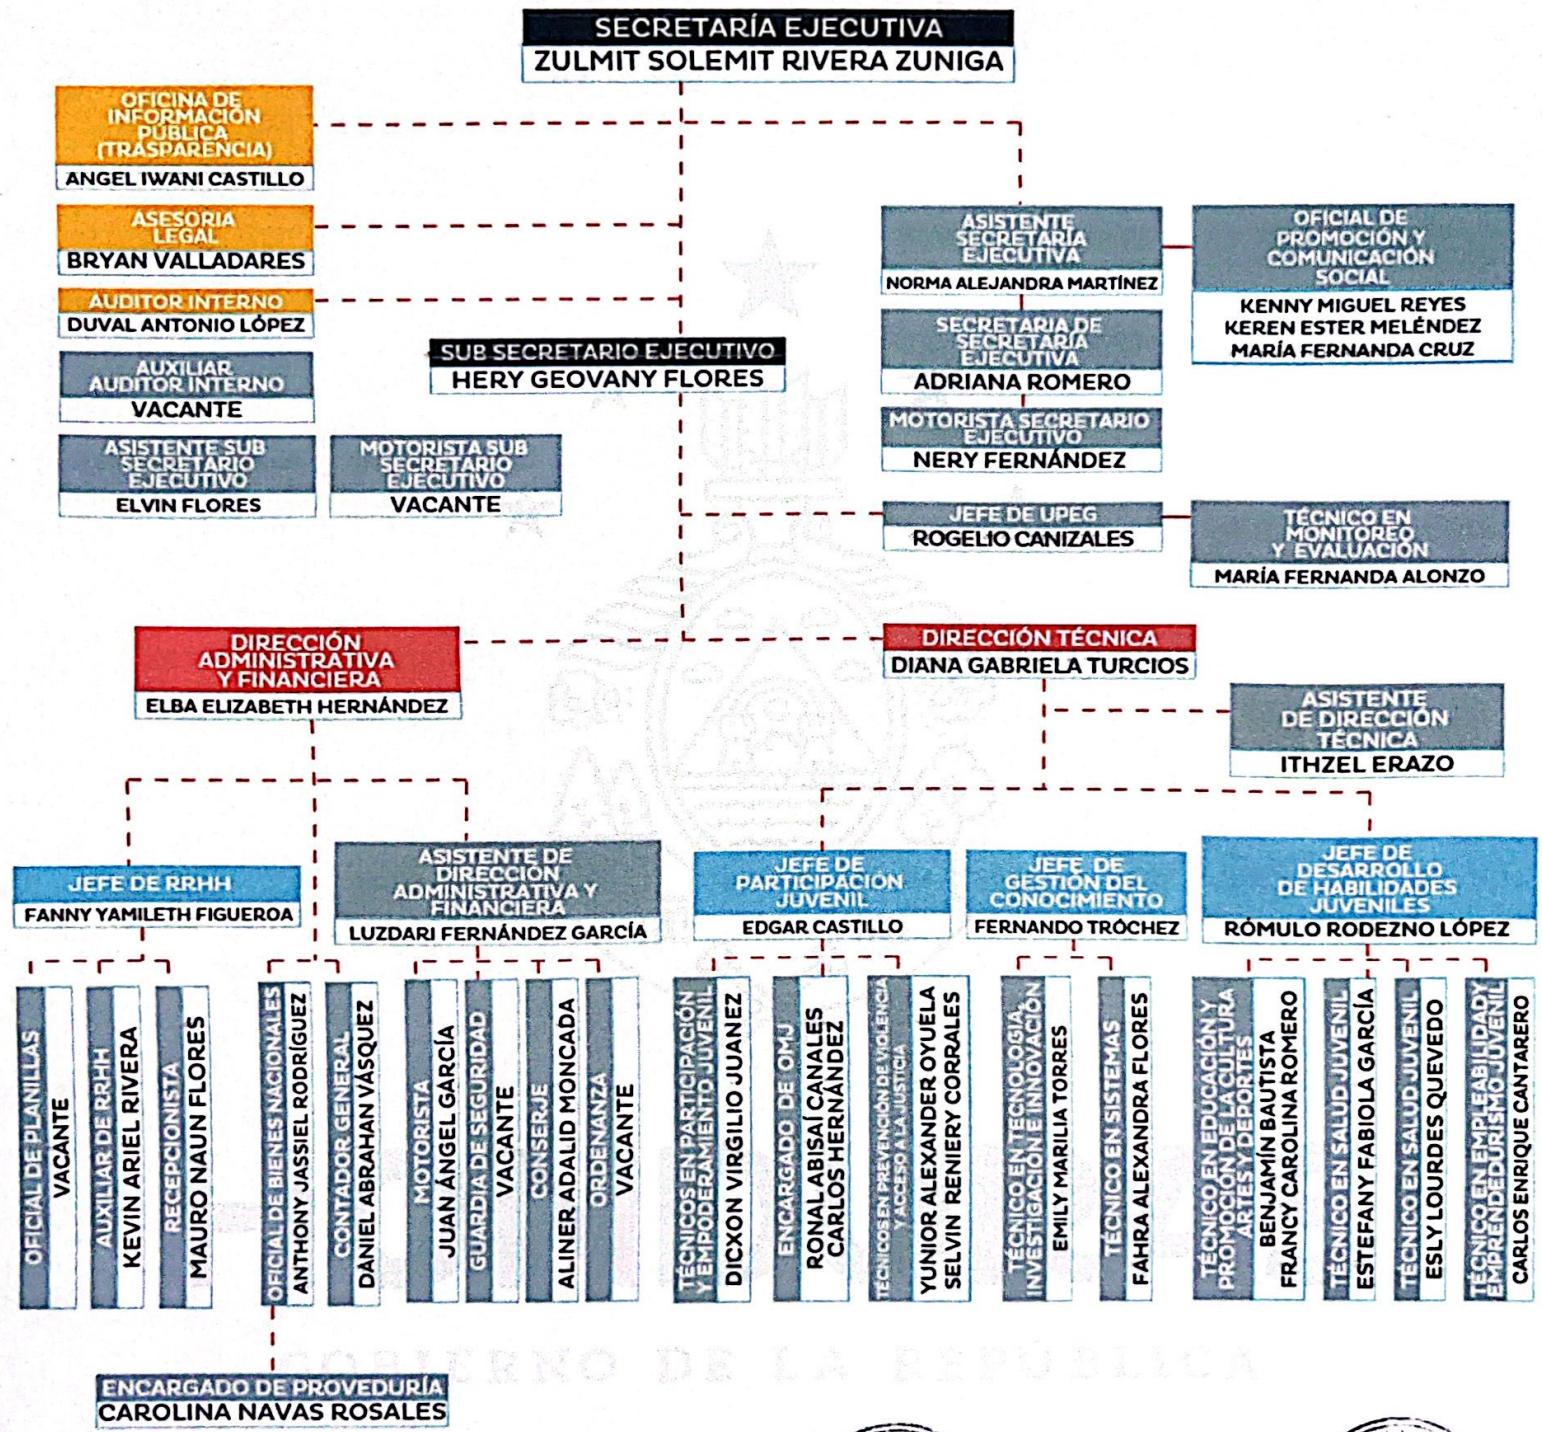 SECRETARÍA EJECUTIVA
ZULMIT SOLEMIT RIVERA ZUNIGA
OFICINA DE
INFORMACIÓN
PÚBLICA
(TRASPARENCIA)
ANGEL IWANI CASTILLO
ASESORIA
LEGAL
BRYAN VALLADARES
AUDITOR INTERNO
DUVAL ANTONIO LÓPEZ
AUXILIAR
AUDITOR INTERNO
VACANTE
ASISTENTE SUB
SECRETARIO
EJECUTIVO
ELVIN FLORES
MOTORISTA SUB
SECRETARIO
EJECUTIVO
VACANTE
SUB SECRETARIO EJECUTIVO
HERY GEOVANY FLORES
ASISTENTE
SECRETARÍA
EJECUTIVA
NORMA ALEJANDRA MARTÍNEZ
OFICIAL DE
PROMOCIÓN Y
COMUNICACIÓN
SOCIAL
KENNY MIGUEL REYES
KEREN ESTER MELÉNDEZ
MARÍA FERNANDA CRUZ
SECRETARIA DE
SECRETARÍA
EJECUTIVA
ADRIANA ROMERO
MOTORISTA SECRETARIO
EJECUTIVO
NERY FERNÁNDEZ
JEFE DE UPEG
ROGELIO CANIZALES
TÉCNICO EN
MONITOREO
Y EVALUACIÓN
MARÍA FERNANDA ALONZO
DIRECCIÓN
ADMINISTRATIVA
Y FINANCIERA
ELBA ELIZABETH HERNÁNDEZ
DIRECCIÓN TÉCNICA
DIANA GABRIELA TURCIOS
ASISTENTE
DE DIRECCIÓN
TÉCNICA
ITHZEL ERAZO
JEFE DE RRHH
FANNY YAMILETH FIGUEROA
ASISTENTE DE
DIRECCIÓN
ADMINISTRATIVA Y
FINANCIERA
LUZDARI FERNÁNDEZ GARCÍA
JEFE DE
PARTICIPACIÓN
JUVENIL
EDGAR CASTILLO
JEFE DE
GESTIÓN DEL
CONOCIMIENTO
FERNANDO TRÓCHEZ
JEFE DE
DESARROLLO
DE HABILIDADES
JUVENILES
RÓMULO RODEZNO LÓPEZ
OFICIAL DE PLANILLAS
VACANTE
AUXILIAR DE RRHH
KEVIN ARIEL RIVERA
RECEPCIONISTA
MAURO NAUN FLORES
OFICIAL DE BIENES NACIONALES
ANTHONY JASSIEL RODRÍGUEZ
CONTADOR GENERAL
DANIEL ABRAHAN VÁSQUEZ
MOTORISTA
JUAN ÁNGEL GARCÍA
GUARDIA DE SEGURIDAD
VACANTE
CONSERJE
ALINER ADALID MONCADA
ORDENANZA
VACANTE
TÉCNICOS EN PARTICIPACIÓN
Y EMPODERAMIENTO JUVENIL
DICXON VIRGILIO JUANEZ
ENCARGADO DE OMJ
RONAL ABISAÍ CANALES
CARLOS HERNÁNDEZ
TECNICOS EN PREVENCIÓN DE VIOLENCIA
Y ACCESO A LA JUSTICIA
YUNIOR ALEXANDER OYUELA
SELVIN RENIERY CORRALES
TÉCNICO EN TECNOLOGIA,
INVESTIGACIÓN E INNOVACIÓN
EMILY MARILIA TORRES
TÉCNICO EN SISTEMAS
FAHRA ALEXANDRA FLORES
TÉCNICO EN EDUCACIÓN Y
PROMOCIÓN DE LA CULTURA
ARTES Y DEPORTES
BENJAMÍN BAUTISTA
FRANCY CAROLINA ROMERO
TÉCNICO EN SALUD JUVENIL
ESTEFANY FABIOLA GARCÍA
TÉCNICO EN SALUD JUVENIL
ESLY LOURDES QUEVEDO
TÉCNICO EN EMPLEABILIDAD Y
EMPRENDEDURISMO JUVENIL
CARLOS ENRIQUE CANTARERO
GOBIERNO DE LA REPÚBLICA
ENCARGADO DE PROVEDURÍA
CAROLINA NAVAS ROSALES